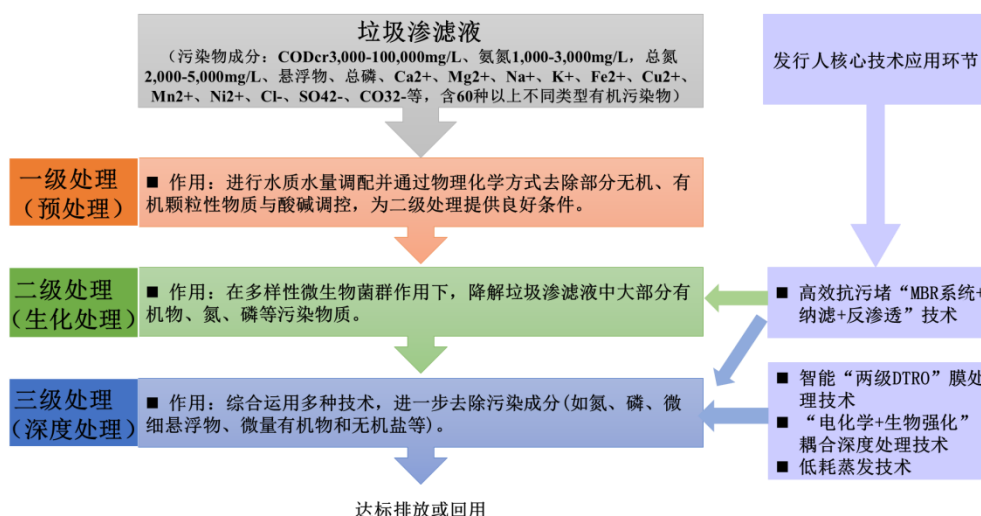 垃圾渗滤液
（污染物成分：CODcr3,000-100,000mg/L、氨氮1,000-3,000mg/L，总氮
2,000-5,000mg/L、悬浮物、总磷、Ca2+、Mg2+、Na+、K+、Fe2+、Cu2+、
Mn2+、Ni2+、Cl-、SO42-、CO32-等，含60种以上不同类型有机污染物）
发行人核心技术应用环节
一级处理
（预处理）
■ 作用：进行水质水量调配并通过物理化学方式去除部分无机、有
机颗粒性物质与酸碱调控，为二级处理提供良好条件。
二级处理
（生化处理）
■ 作用：在多样性微生物菌群作用下，降解垃圾渗滤液中大部分有
机物、氮、磷等污染物质。
■ 高效抗污堵“MBR系统+
纳滤+反渗透”技术
三级处理
（深度处理）
■ 作用：综合运用多种技术，进一步去除污染成分(如氮、磷、微
细悬浮物、微量有机物和无机盐等)。
■ 智能“两级DTRO”膜处
理技术
■ “电化学+生物强化”
耦合深度处理技术
■ 低耗蒸发技术
达标排放或回用